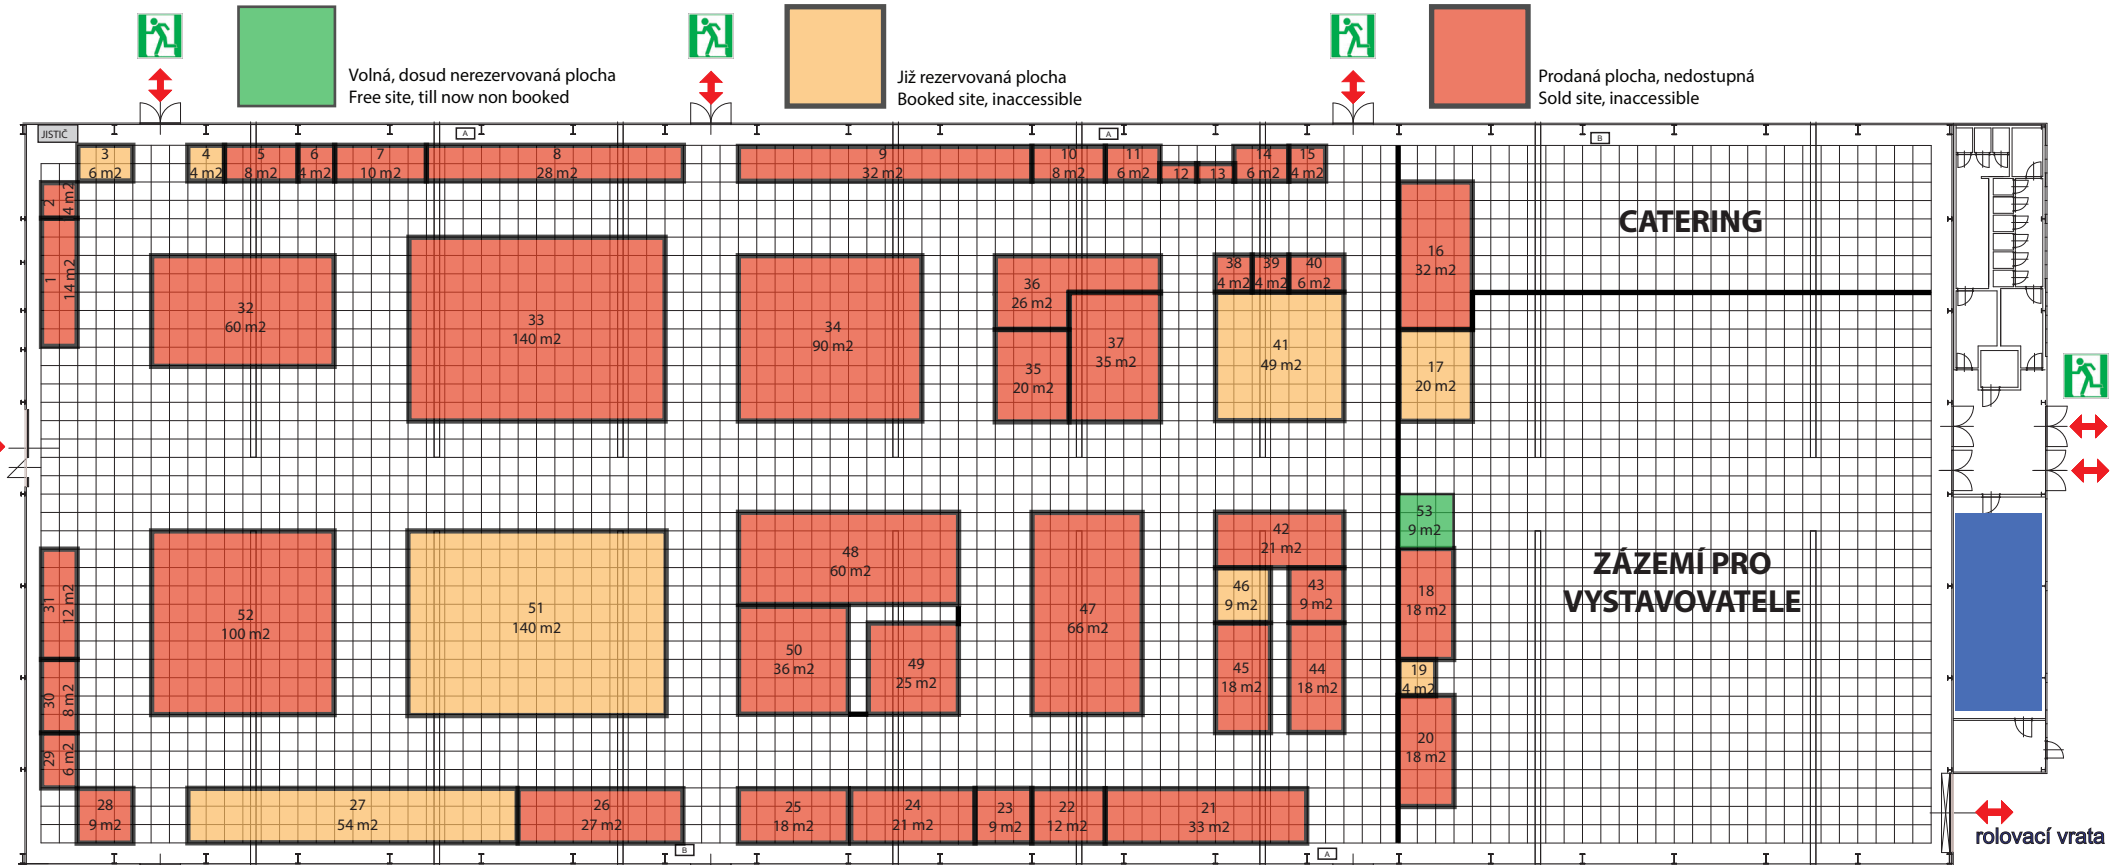 Volná, dosud nerezervovaná plocha
Free site, till now non booked
Již rezervovaná plocha
Booked site, inaccessible
Prodaná plocha, nedostupná
Sold site, inaccessible
JISTIČ
A
A
B
3
6 m2
4
4 m2
5
8 m2
6
4 m2
7
10 m2
8
28 m2
9
32 m2
10
8 m2
11
6 m2
12
13
14
6 m2
15
4 m2
2
4 m2
1
14 m2
16
32 m2
CATERING
32
60 m2
33
140 m2
34
90 m2
36
26 m2
35
20 m2
37
35 m2
38
4 m2
39
4 m2
40
6 m2
41
49 m2
17
20 m2
53
9 m2
ZÁZEMÍ PRO
VYSTAVOVATELE
31
12 m2
30
8 m2
29
6 m2
52
100 m2
51
140 m2
48
60 m2
50
36 m2
49
25 m2
47
66 m2
42
21 m2
46
9 m2
43
9 m2
45
18 m2
44
18 m2
18
18 m2
19
4 m2
20
18 m2
28
9 m2
27
54 m2
26
27 m2
25
18 m2
24
21 m2
23
9 m2
22
12 m2
21
33 m2
rolovací vrata
B
A